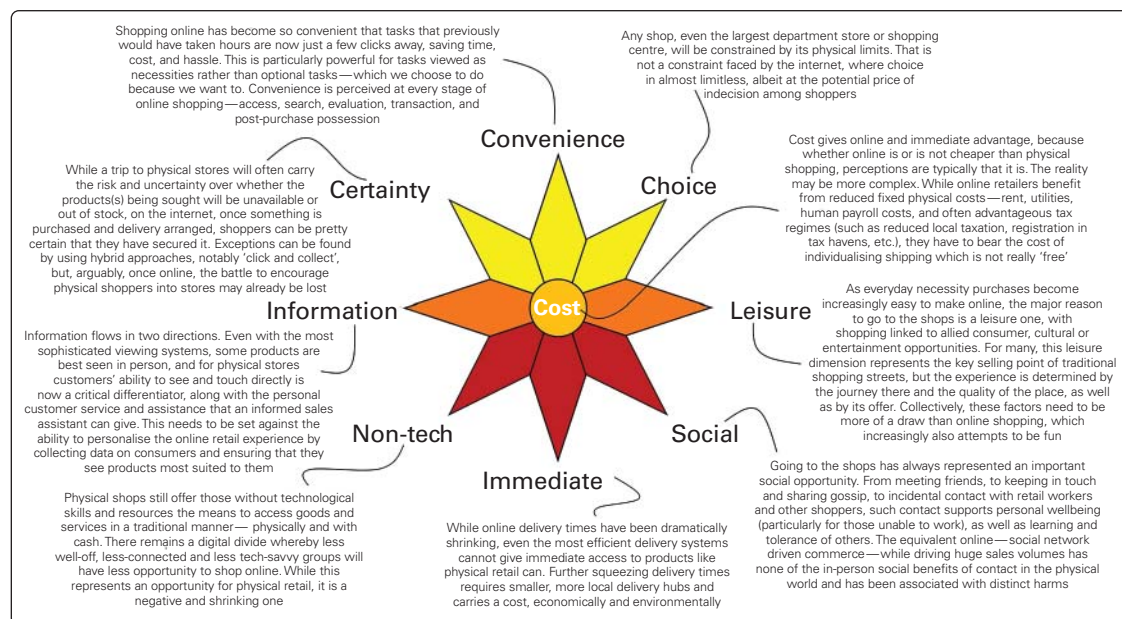 Shopping online has become so convenient that tasks that previously
would have taken hours are now just a few clicks away, saving time,
cost, and hassle. This is particularly powerful for tasks viewed as
necessities rather than optional tasks—which we choose to do
because we want to. Convenience is perceived at every stage of
online shopping—access, search, evaluation, transaction, and
post-purchase possession
Any shop, even the largest department store or shopping
centre, will be constrained by its physical limits. That is
not a constraint faced by the internet, where choice
in almost limitless, albeit at the potential price of
indecision among shoppers
Convenience
Certainty
Choice
While a trip to physical stores will often carry
the risk and uncertainty over whether the
products(s) being sought will be unavailable or
out of stock, on the internet, once something is
purchased and delivery arranged, shoppers can be pretty
certain that they have secured it. Exceptions can be found
by using hybrid approaches, notably ‘click and collect’,
but, arguably, once online, the battle to encourage
physical shoppers into stores may already be lost
Cost gives online and immediate advantage, because
whether online is or is not cheaper than physical
shopping, perceptions are typically that it is. The reality
may be more complex. While online retailers benefit
from reduced fixed physical costs—rent, utilities,
human payroll costs, and often advantageous tax
regimes (such as reduced local taxation, registration in
tax havens, etc.), they have to bear the cost of
individualising shipping which is not really ‘free’
Information
Cost
Leisure
Information flows in two directions. Even with the most
sophisticated viewing systems, some products are
best seen in person, and for physical stores
customers’ ability to see and touch directly is
now a critical differentiator, along with the personal
customer service and assistance that an informed sales
assistant can give. This needs to be set against the
ability to personalise the online retail experience by
collecting data on consumers and ensuring that they
see products most suited to them
As everyday necessity purchases become
increasingly easy to make online, the major reason
to go to the shops is a leisure one, with
shopping linked to allied consumer, cultural or
entertainment opportunities. For many, this leisure
dimension represents the key selling point of traditional
shopping streets, but the experience is determined by
the journey there and the quality of the place, as well
as by its offer. Collectively, these factors need to be
more of a draw than online shopping, which
increasingly also attempts to be fun
Non-tech
Social
Immediate
Physical shops still offer those without technological
skills and resources the means to access goods and
services in a traditional manner— physically and with
cash. There remains a digital divide whereby less
well-off, less-connected and less tech-savvy groups will
have less opportunity to shop online. While this
represents an opportunity for physical retail, it is a
negative and shrinking one
While online delivery times have been dramatically
shrinking, even the most efficient delivery systems
cannot give immediate access to products like
physical retail can. Further squeezing delivery times
requires smaller, more local delivery hubs and
carries a cost, economically and environmentally
Going to the shops has always represented an important
social opportunity. From meeting friends, to keeping in touch
and sharing gossip, to incidental contact with retail workers
and other shoppers, such contact supports personal wellbeing
(particularly for those unable to work), as well as learning and
tolerance of others. The equivalent online—social network
driven commerce—while driving huge sales volumes has
none of the in-person social benefits of contact in the physical
world and has been associated with distinct harms